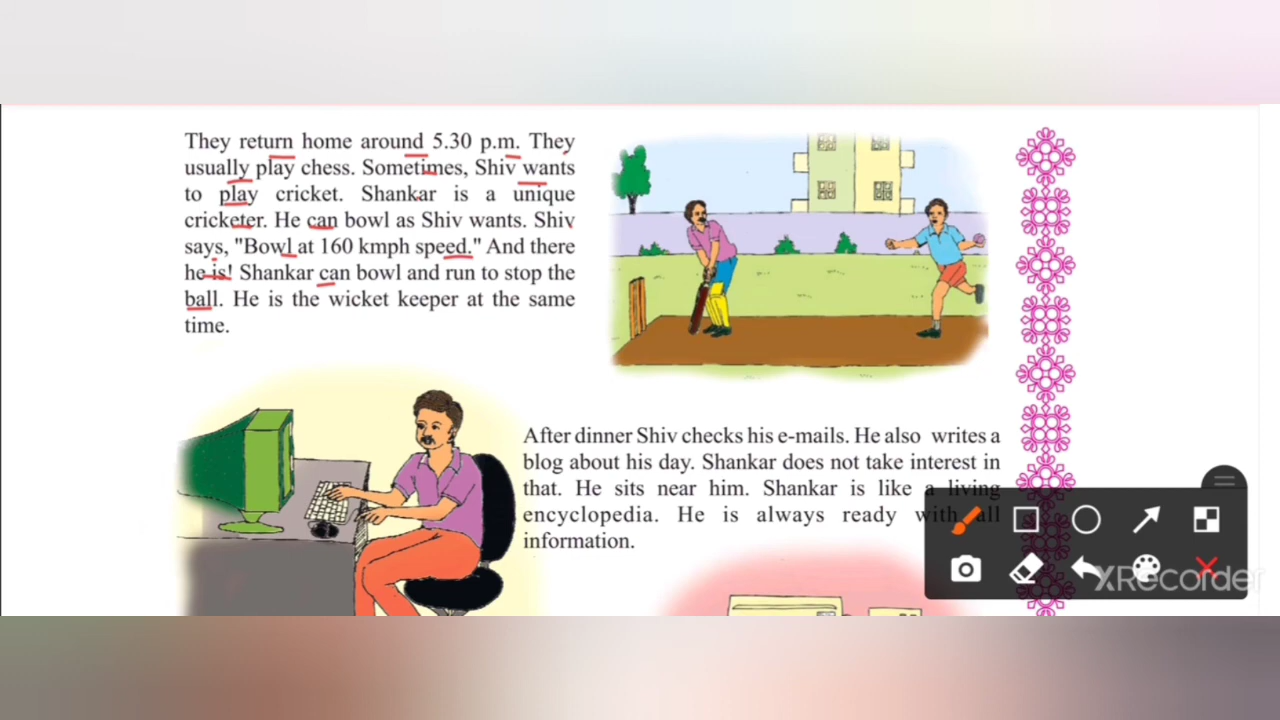 They return home around 5.30 p.m. They
usually play chess. Sometimes, Shiv wants
to play cricket. Shankar is a unique
cricketer. He can bowl as Shiv wants. Shiv
says, "Bowl at 160 kmph speed." And there
he is! Shankar can bowl and run to stop the
ball. He is the wicket keeper at the same
time.
After dinner Shiv checks his e-mails. He also writes a
blog about his day. Shankar does not take interest in
that. He sits near him. Shankar is like a living
encyclopedia. He is always ready with all
information.
XRecorder